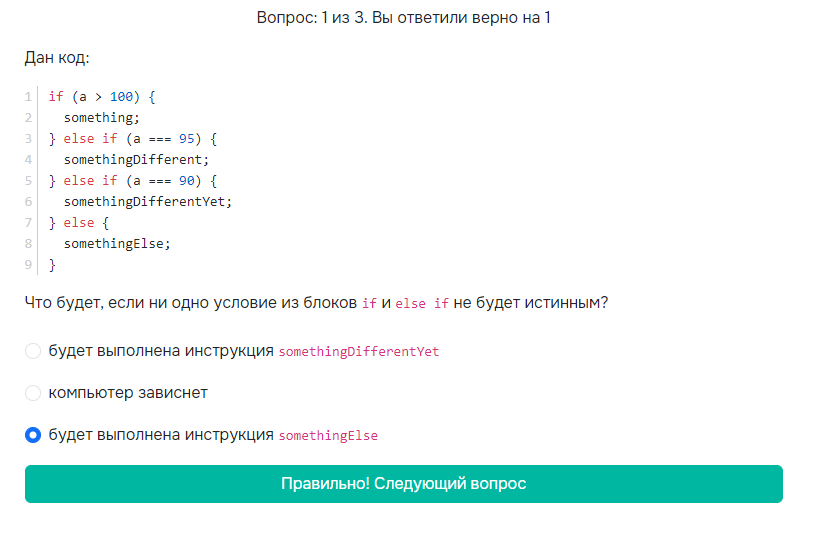 Вопрос: 1 из 3. Вы ответили верно на 1
Дан код:
1 if (a > 100) {
2   something;
3 } else if (a === 95) {
4   somethingDifferent;
5 } else if (a === 90) {
6   somethingDifferentYet;
7 } else {
8   somethingElse;
9 }
Что будет, если ни одно условие из блоков if и else if не будет истинным?
будет выполнена инструкция somethingDifferentYet
компьютер зависнет
будет выполнена инструкция somethingElse
Правильно! Следующий вопрос